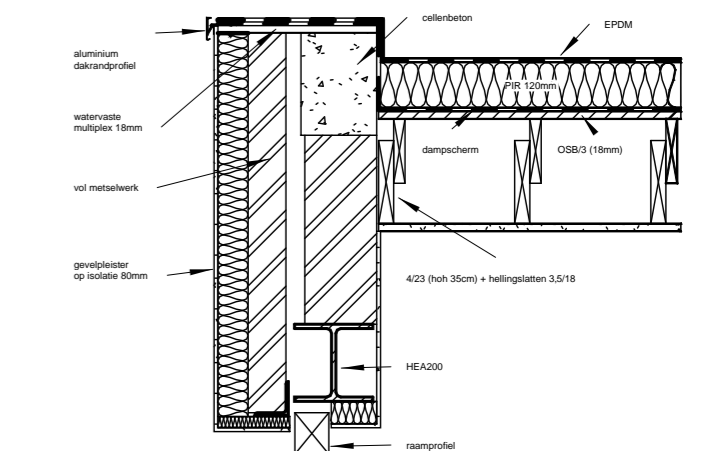 cellenbeton
EPDM
aluminium
dakrandprofiel
PIR 120mm
watervaste
multiplex 18mm
dampscherm
OSB/3 (18mm)
vol metselwerk
gevelpleister
op isolatie 80mm
4/23 (hoh 35cm) + hellingslatten 3,5/18
HEA200
raamprofiel